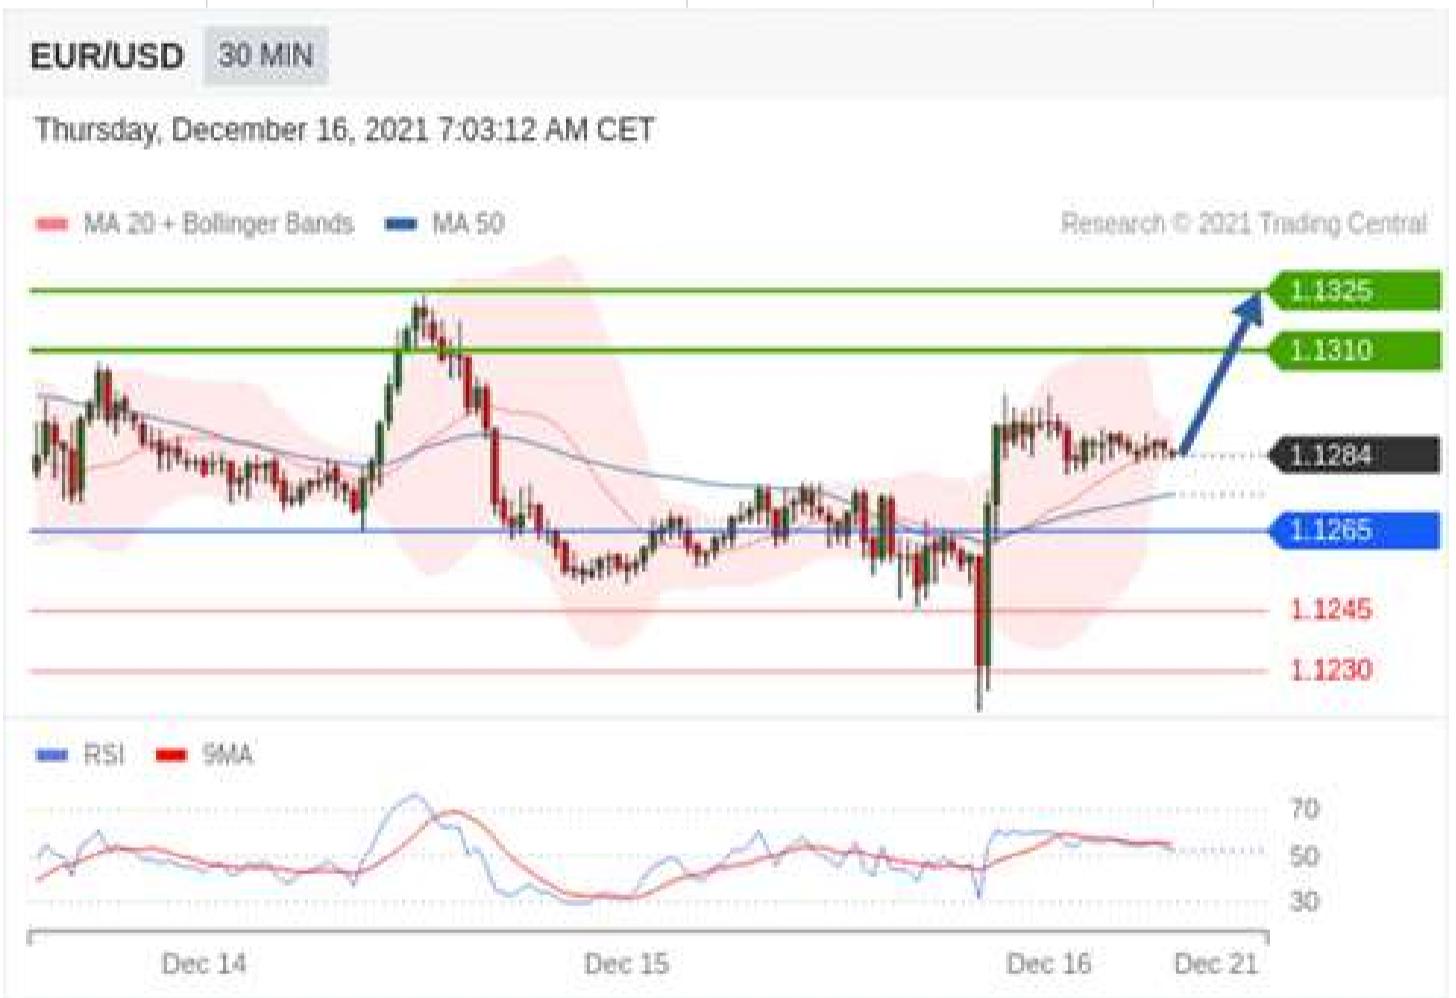 EUR/USD 30 MIN
Thursday, December 16, 2021 7:03:12 AM CET
MA 20 + Bollinger Bands MA 50 Research © 2021 Trading Central
1.1325
1.1310
1.1284
1.1265
1.1245
1.1230
RSI 9MA
70
50
30
Dec 14 Dec 15 Dec 16 Dec 21